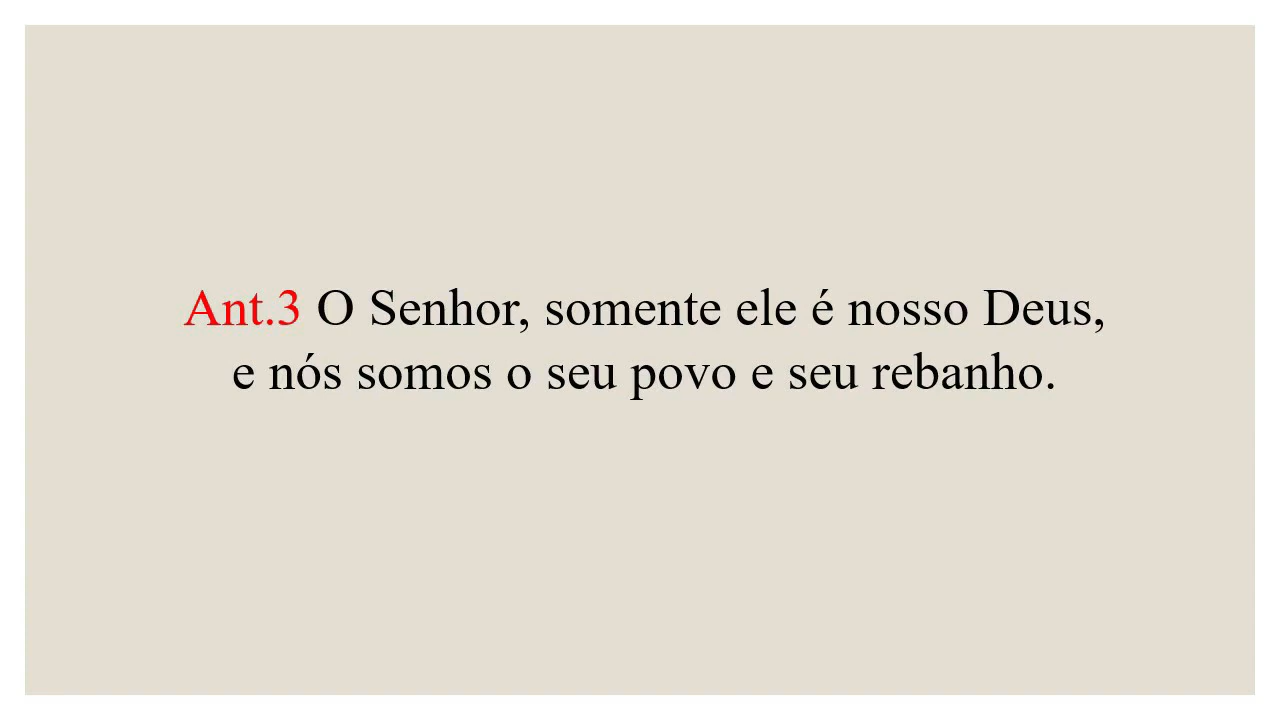 Ant.3 O Senhor, somente ele é nosso Deus,
e nós somos o seu povo e seu rebanho.